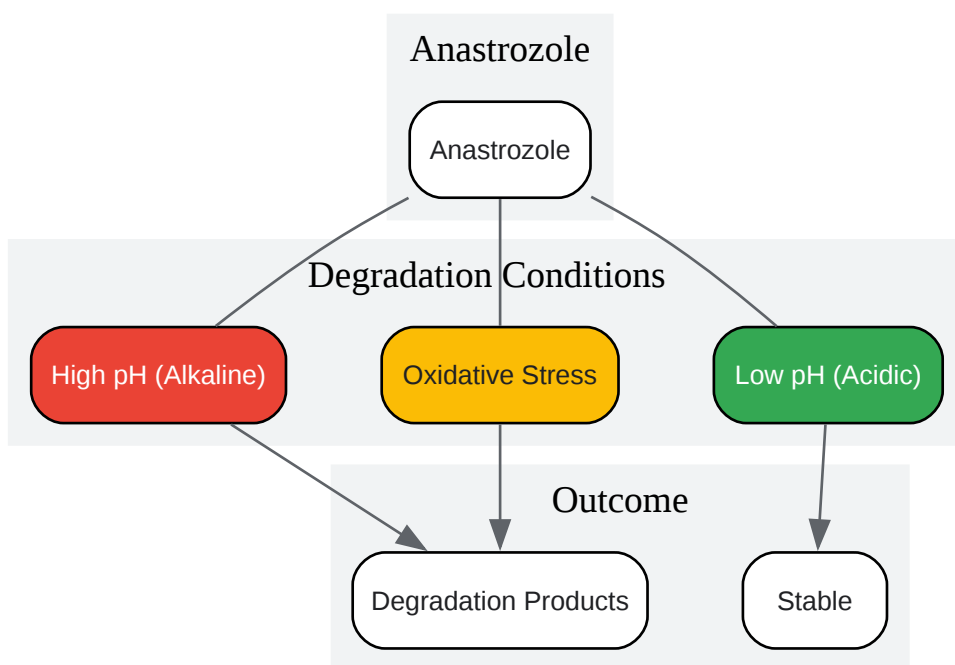 Anastrozole
Anastrozole
Degradation Conditions
High pH (Alkaline)
Oxidative Stress
Low pH (Acidic)
Outcome
Degradation Products
Stable